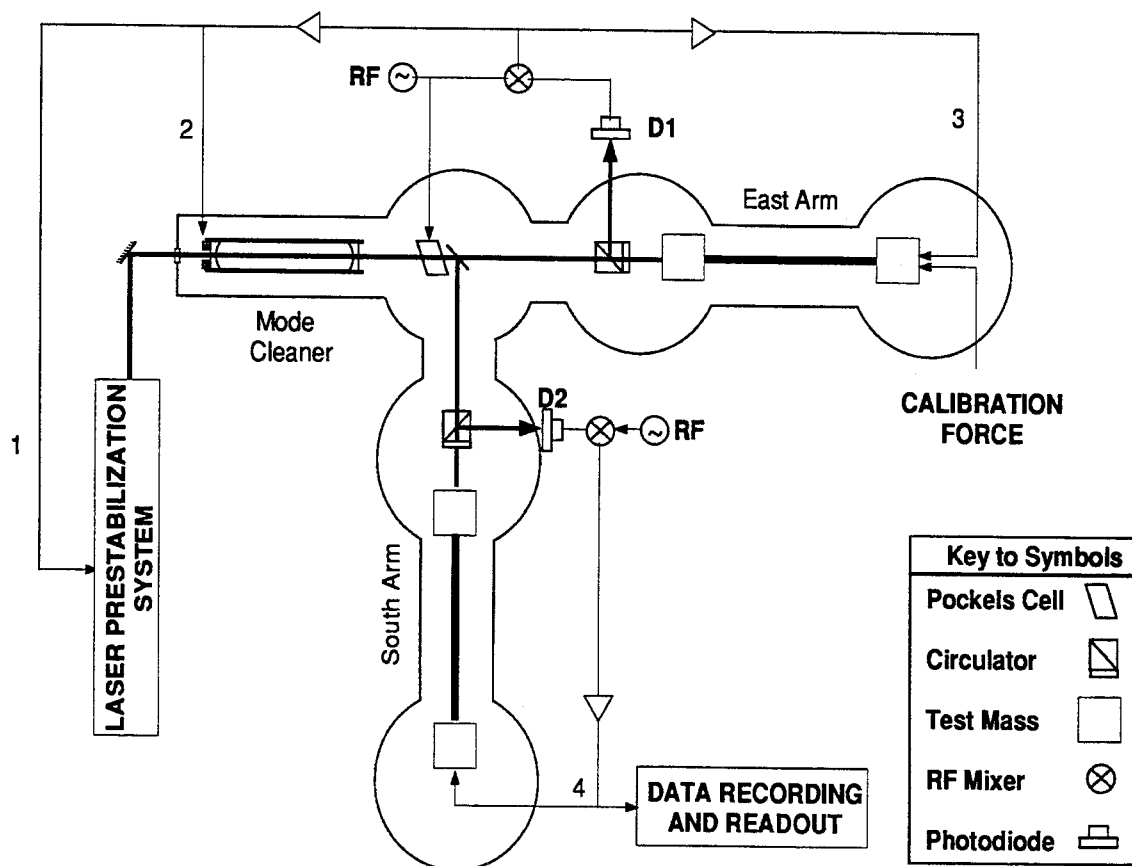 RF
D1
2
3
East Arm
Mode
Cleaner
D2
RF
CALIBRATION
FORCE
1
LASER PRESTABILIZATION
SYSTEM
South Arm
4
DATA RECORDING
AND READOUT
Key to Symbols
Pockels Cell
Circulator
Test Mass
RF Mixer
Photodiode